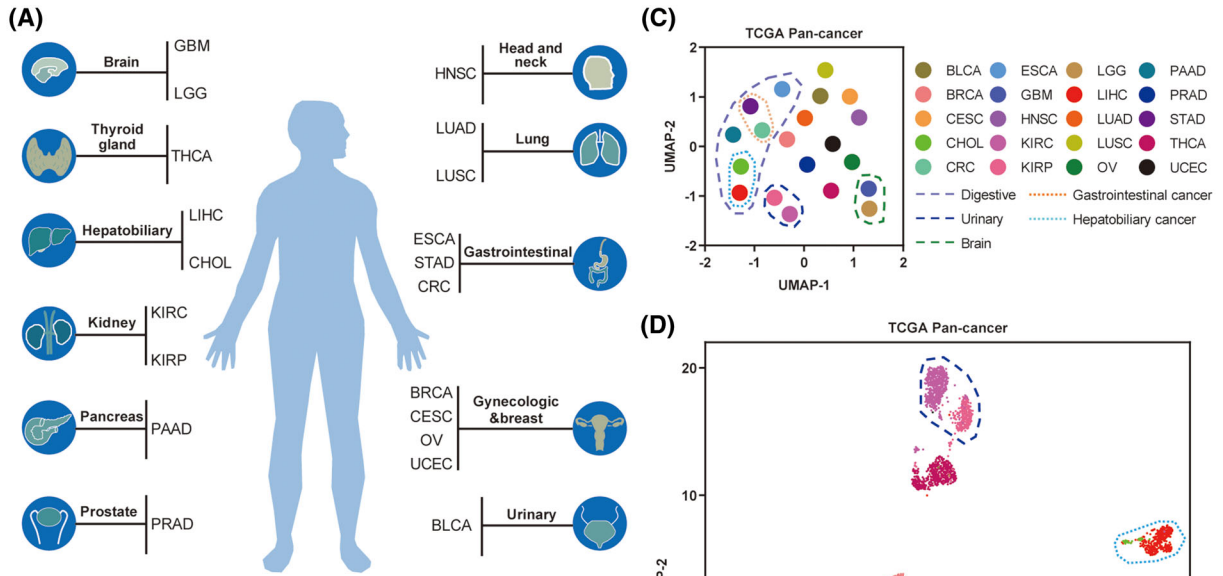 (A)
Brain
GBM
LGG
Thyroid
gland
THCA
Hepatobiliary
LIHC
CHOL
Kidney
KIRC
KIRP
Pancreas
PAAD
Prostate
PRAD
HNSC
Head and
neck
LUAD
Lung
LUSC
ESCA
STAD
CRC
Gastrointestinal
BRCA
CESC
OV
UCEC
Gynecologic
&breast
BLCA
Urinary
(C)
TCGA Pan-cancer
2
1
0
-1
-2
UMAP-2
-2 -1 0 1 2
UMAP-1
BLCA ESCA LGG PAAD
BRCA GBM LIHC PRAD
CESC HNSC LUAD STAD
CHOL KIRC LUSC THCA
CRC KIRP OV UCEC
Digestive Gastrointestinal cancer
Urinary Hepatobiliary cancer
Brain
(D)
TCGA Pan-cancer
20
10